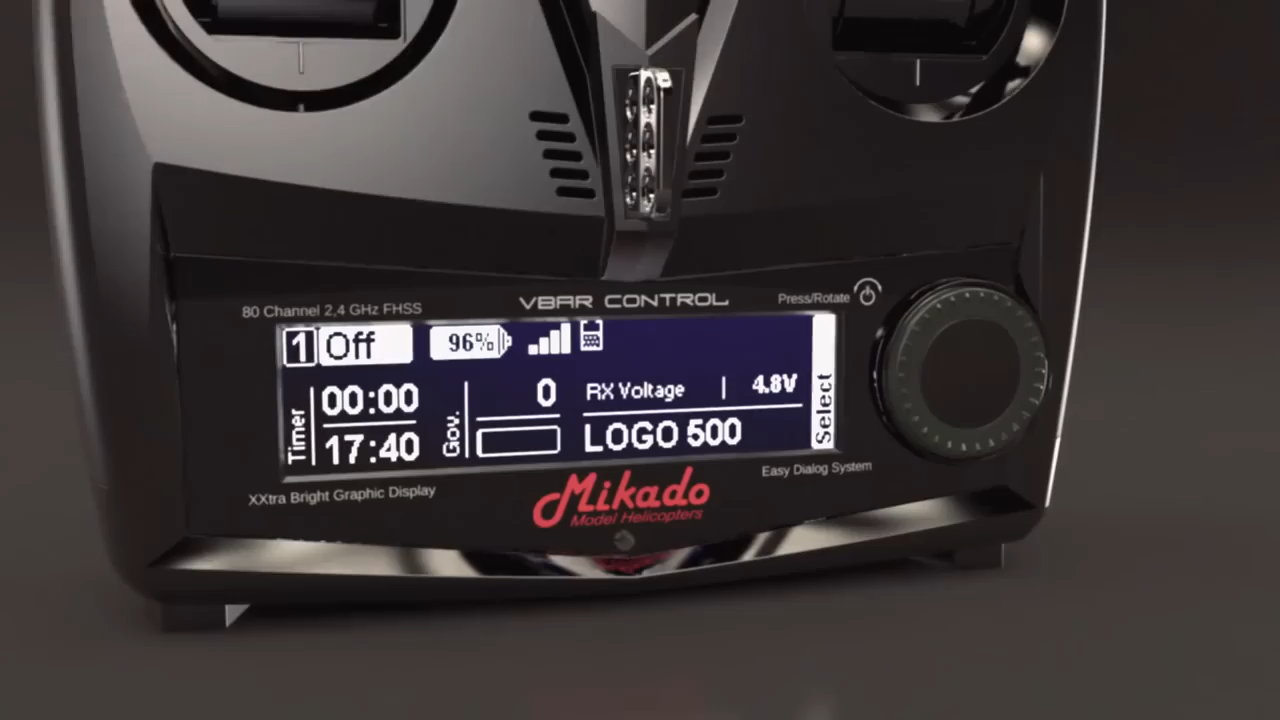 VBAR CONTROL
80 Channel 2,4 GHz FHSS
Press/Rotate
1 Off 96%
Timer 00:00 17:40
Gov. 0
RX Voltage | 4.8V
LOGO 500
Select
XXtra Bright Graphic Display
Easy Dialog System
Mikado
Model Helicopters